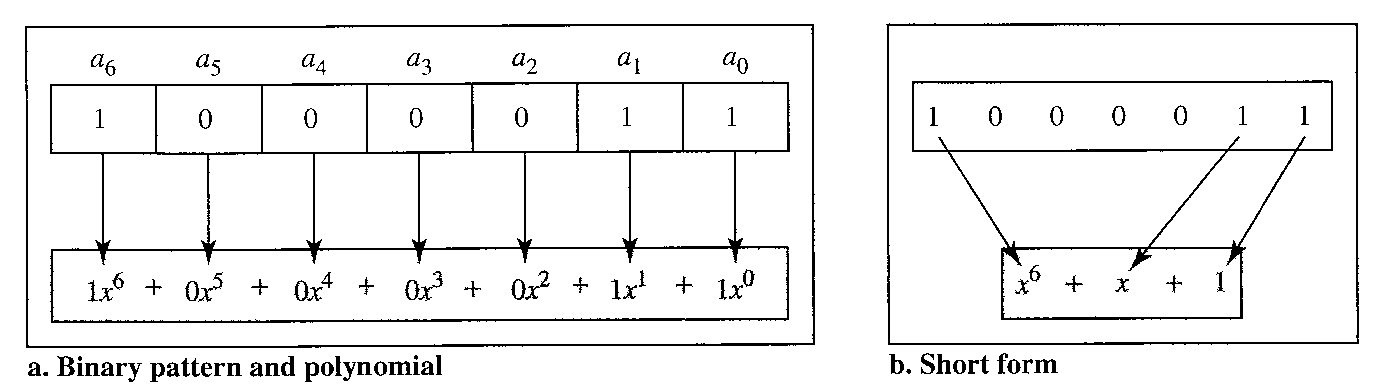 a₆ a₅ a₄ a₃ a₂ a₁ a₀
1 0 0 0 0 1 1
1x⁶ + 0x⁵ + 0x⁴ + 0x³ + 0x² + 1x¹ + 1x⁰
a. Binary pattern and polynomial
1 0 0 0 0 1 1
x⁶ + x + 1
b. Short form